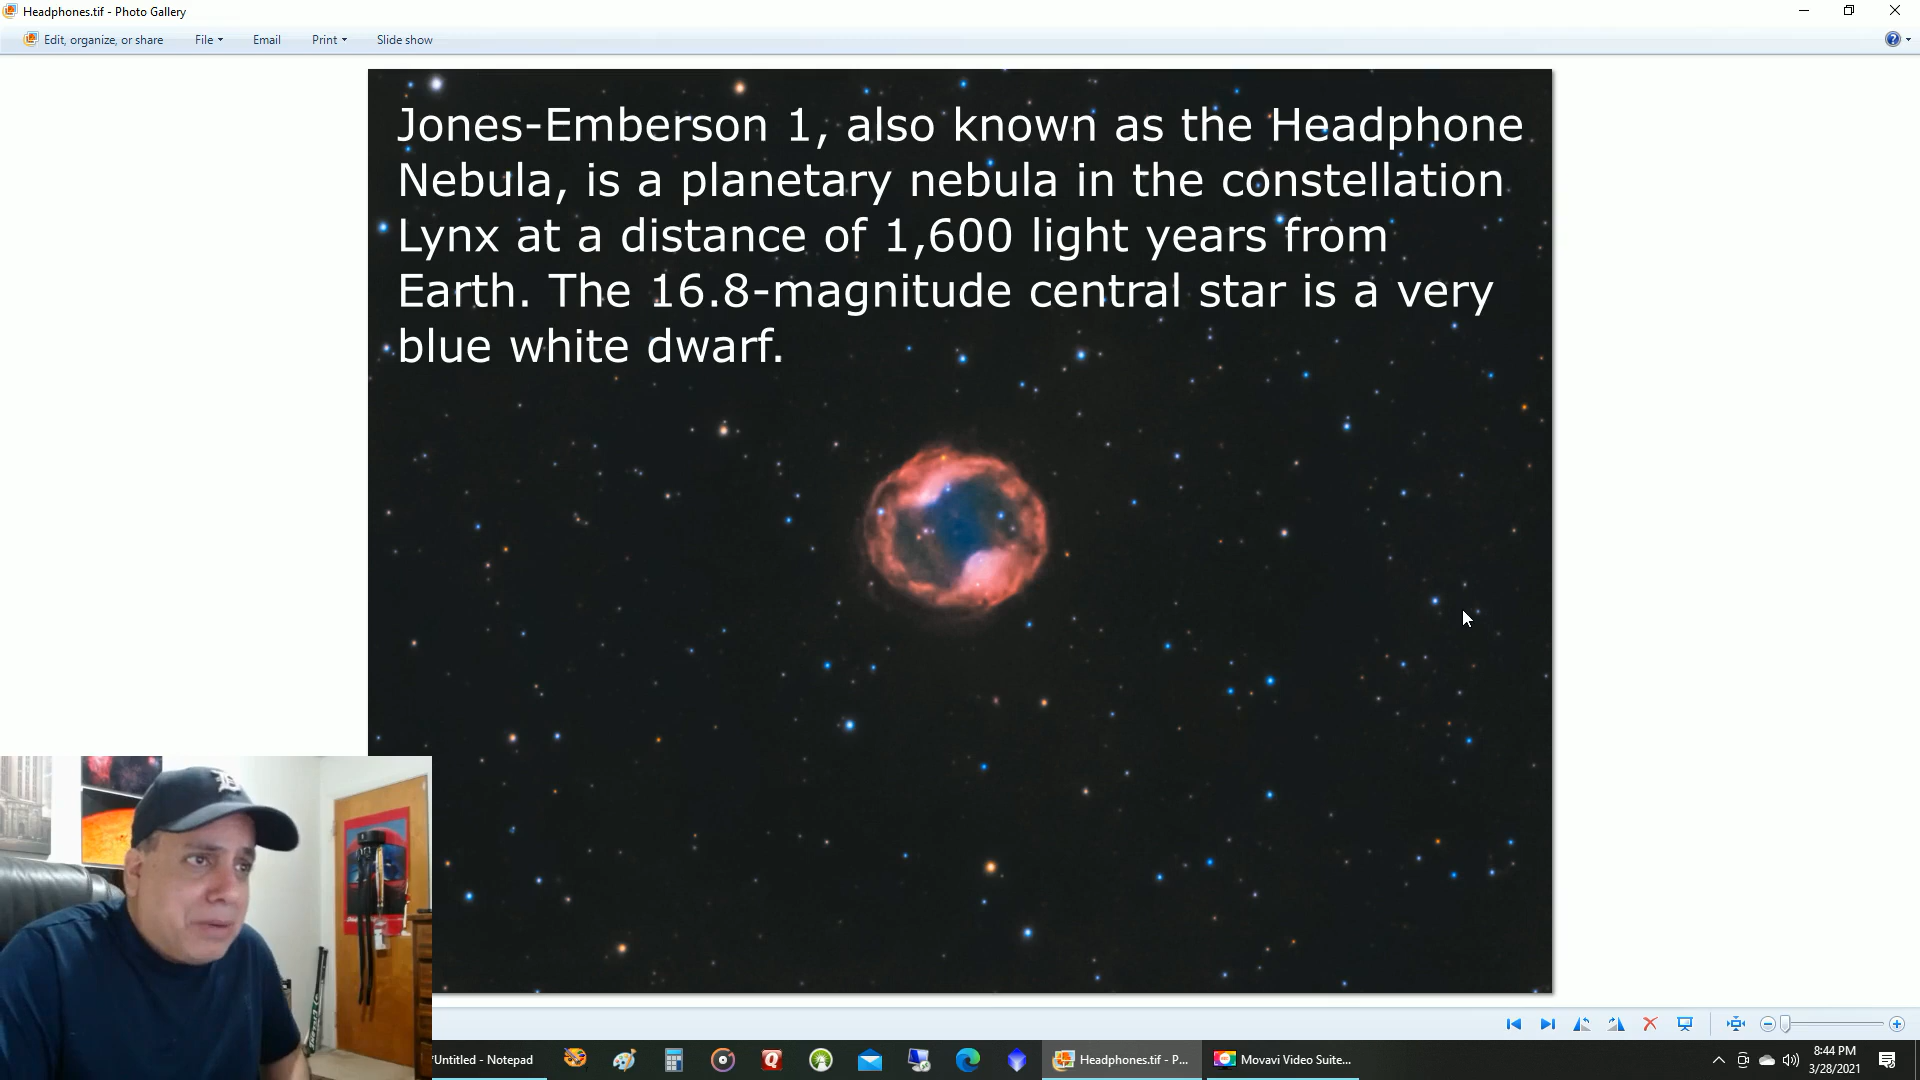 Headphones.tif - Photo Gallery
Edit, organize, or share File Email Print Slide show
Jones-Emberson 1, also known as the Headphone
Nebula, is a planetary nebula in the constellation
Lynx at a distance of 1,600 light years from
Earth. The 16.8-magnitude central star is a very
blue white dwarf.
*Untitled - Notepad
Headphones.tif - P...
Movavi Video Suite...
8:44 PM
3/28/2021